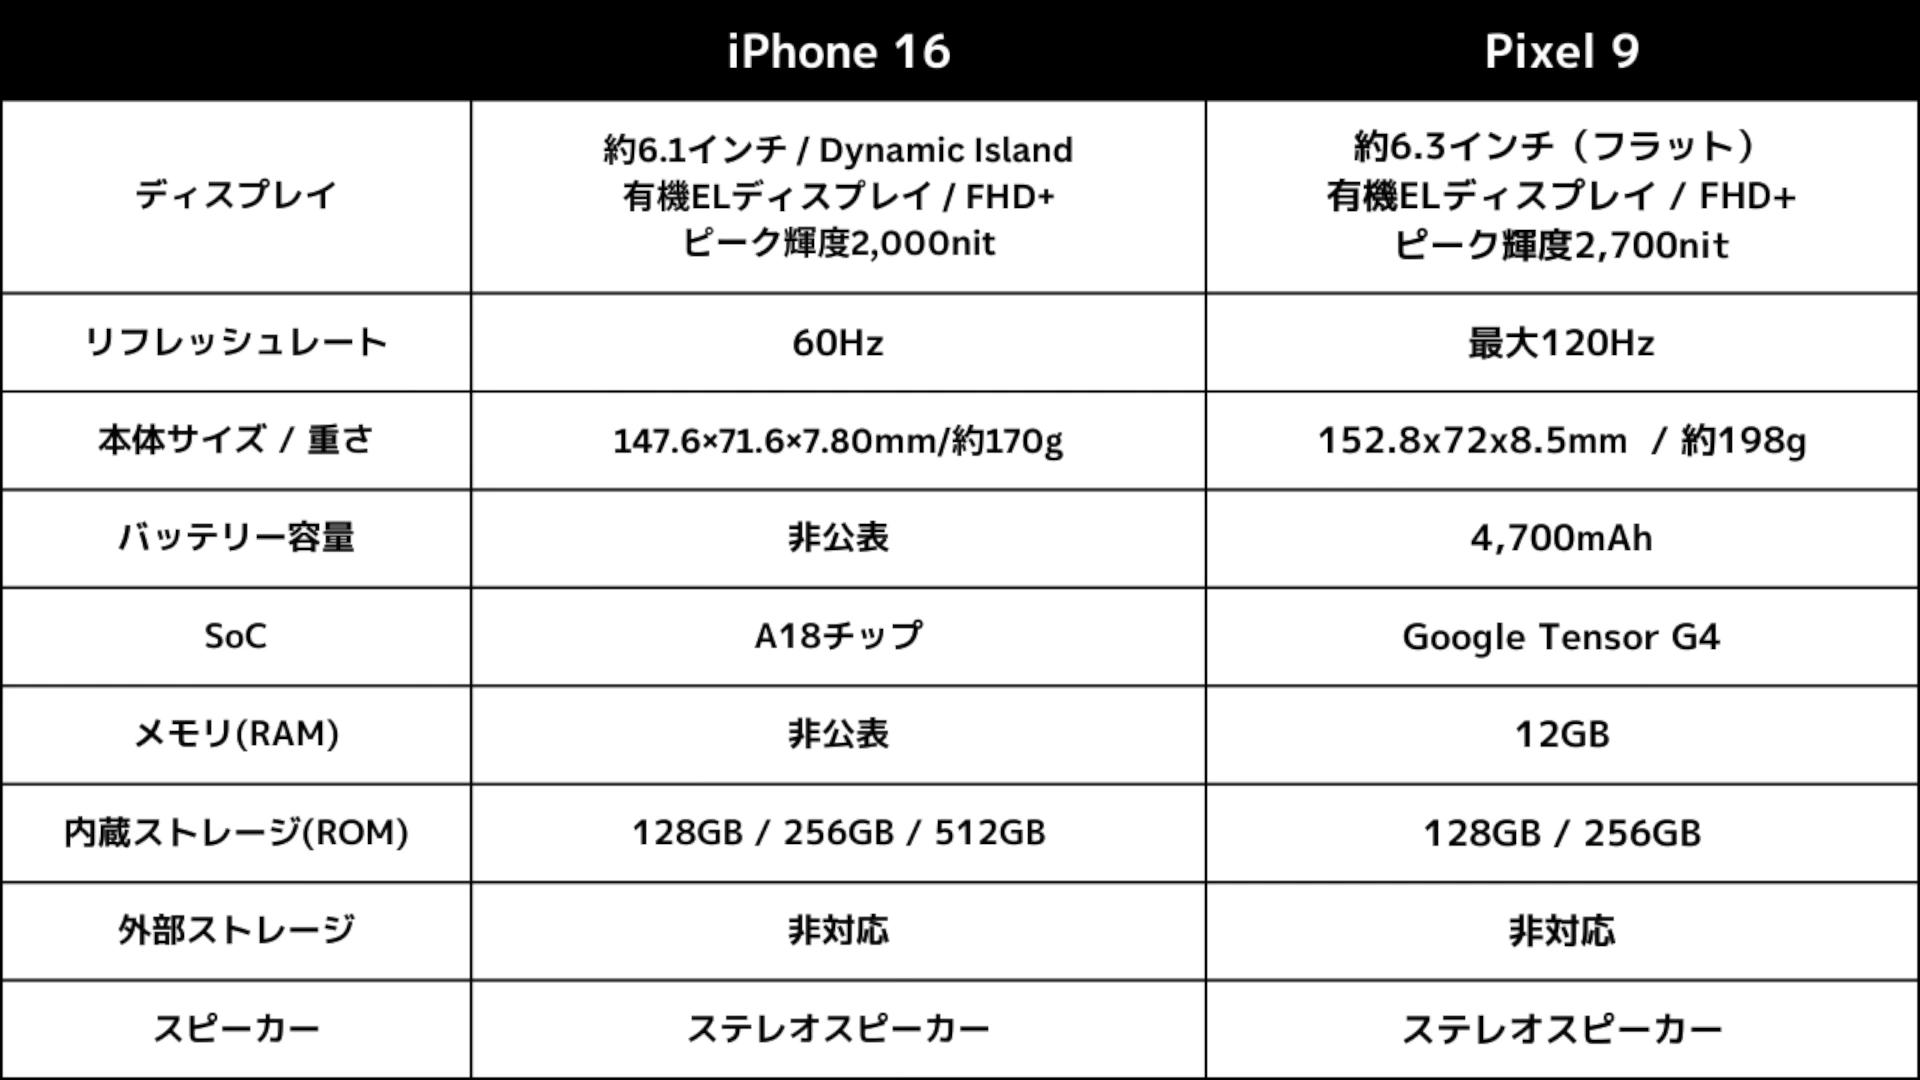 iPhone 16
Pixel 9
ディスプレイ
約6.1インチ / Dynamic Island
有機ELディスプレイ / FHD+
ピーク輝度2,000nit
約6.3インチ（フラット）
有機ELディスプレイ / FHD+
ピーク輝度2,700nit
リフレッシュレート
60Hz
最大120Hz
本体サイズ / 重さ
147.6×71.6×7.80mm/約170g
152.8x72x8.5mm / 約198g
バッテリー容量
非公表
4,700mAh
SoC
A18チップ
Google Tensor G4
メモリ(RAM)
非公表
12GB
内蔵ストレージ(ROM)
128GB / 256GB / 512GB
128GB / 256GB
外部ストレージ
非対応
非対応
スピーカー
ステレオスピーカー
ステレオスピーカー